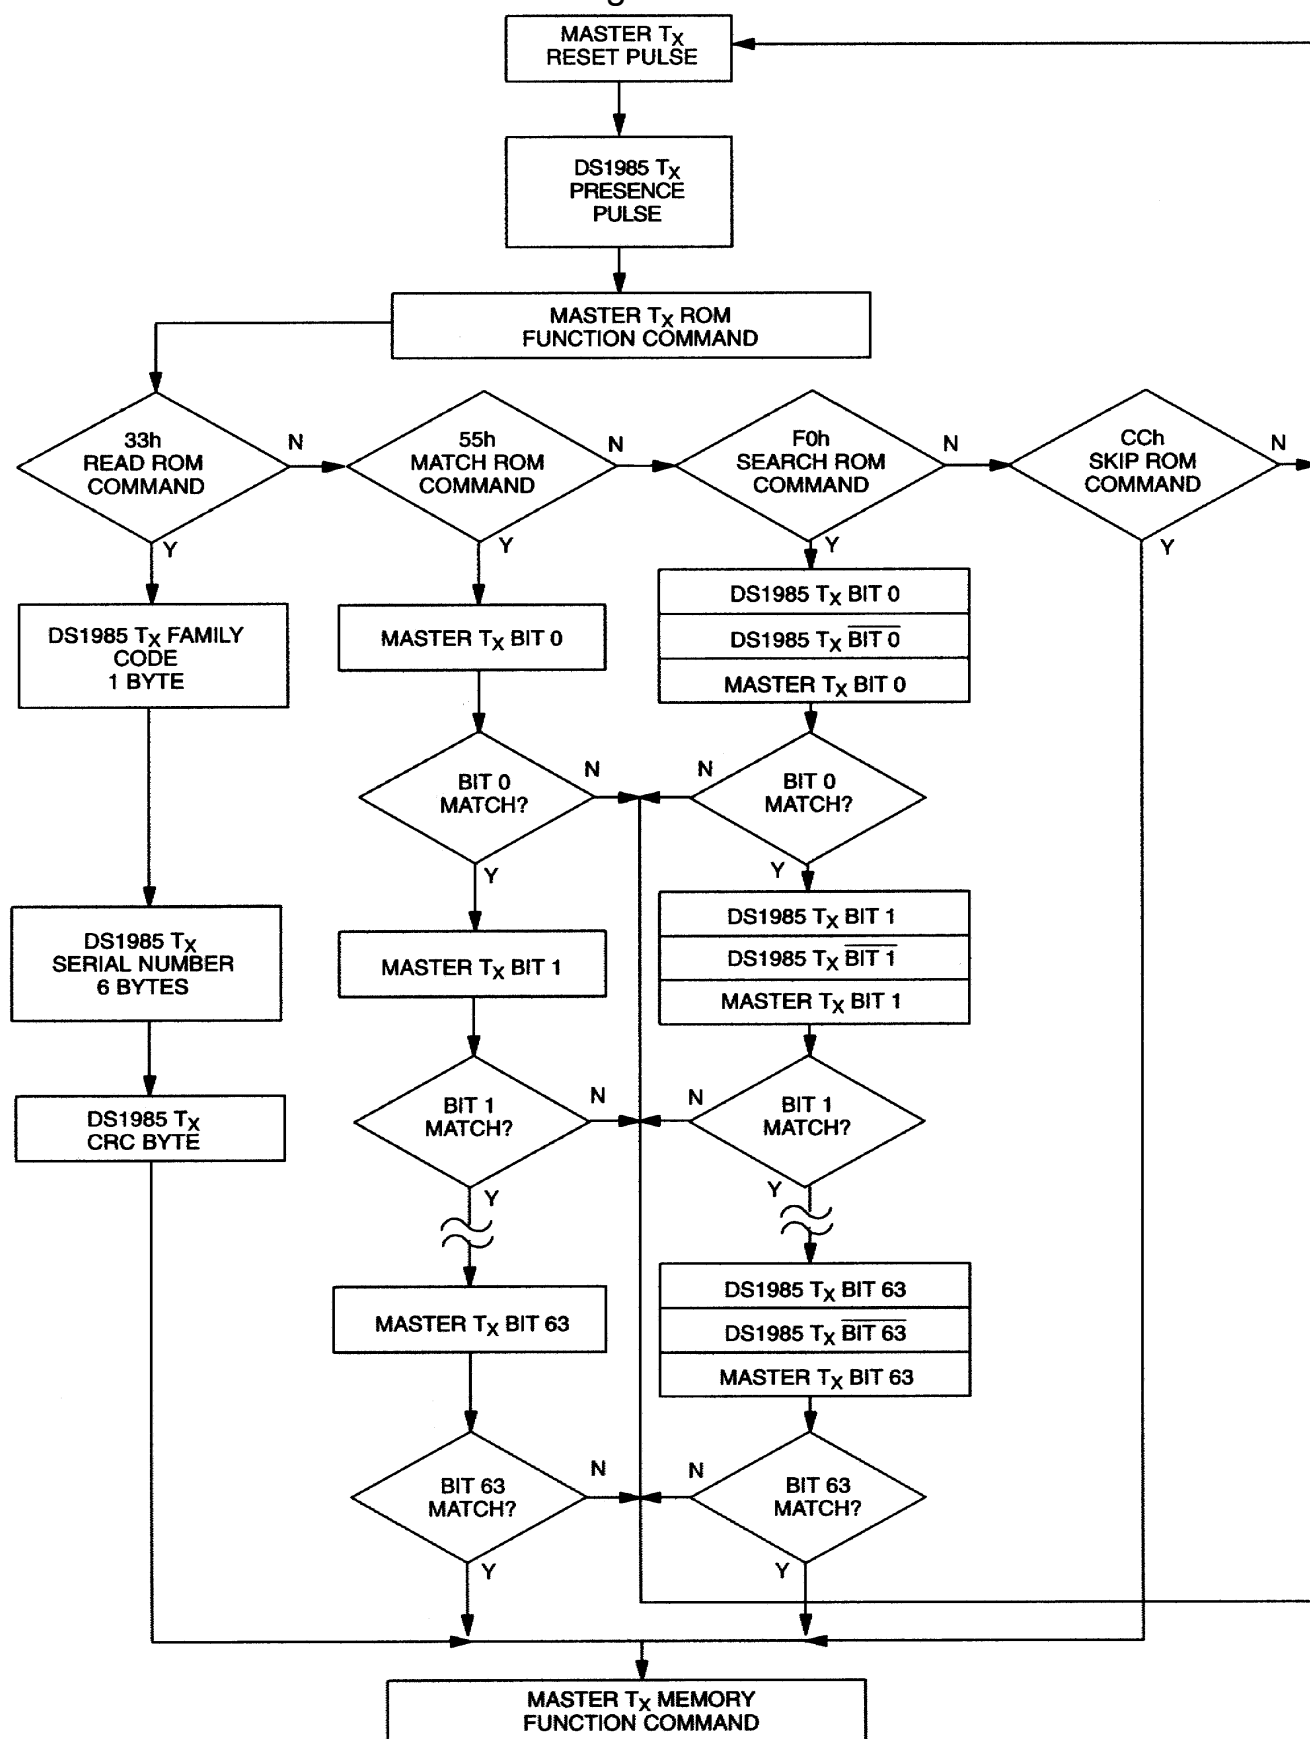 MASTER TX
RESET PULSE
DS1985 TX
PRESENCE
PULSE
MASTER TX ROM
FUNCTION COMMAND
33h
READ ROM
COMMAND
N
Y
55h
MATCH ROM
COMMAND
N
Y
F0h
SEARCH ROM
COMMAND
N
Y
CCh
SKIP ROM
COMMAND
N
Y
DS1985 TX FAMILY
CODE
1 BYTE
DS1985 TX
SERIAL NUMBER
6 BYTES
DS1985 TX
CRC BYTE
MASTER TX BIT 0
BIT 0
MATCH?
N
Y
MASTER TX BIT 1
BIT 1
MATCH?
N
Y
MASTER TX BIT 63
BIT 63
MATCH?
N
Y
DS1985 TX BIT 0
DS1985 TX BIT 0
MASTER TX BIT 0
N
BIT 0
MATCH?
Y
DS1985 TX BIT 1
DS1985 TX BIT 1
MASTER TX BIT 1
N
BIT 1
MATCH?
Y
DS1985 TX BIT 63
DS1985 TX BIT 63
MASTER TX BIT 63
N
BIT 63
MATCH?
Y
MASTER TX MEMORY
FUNCTION COMMAND